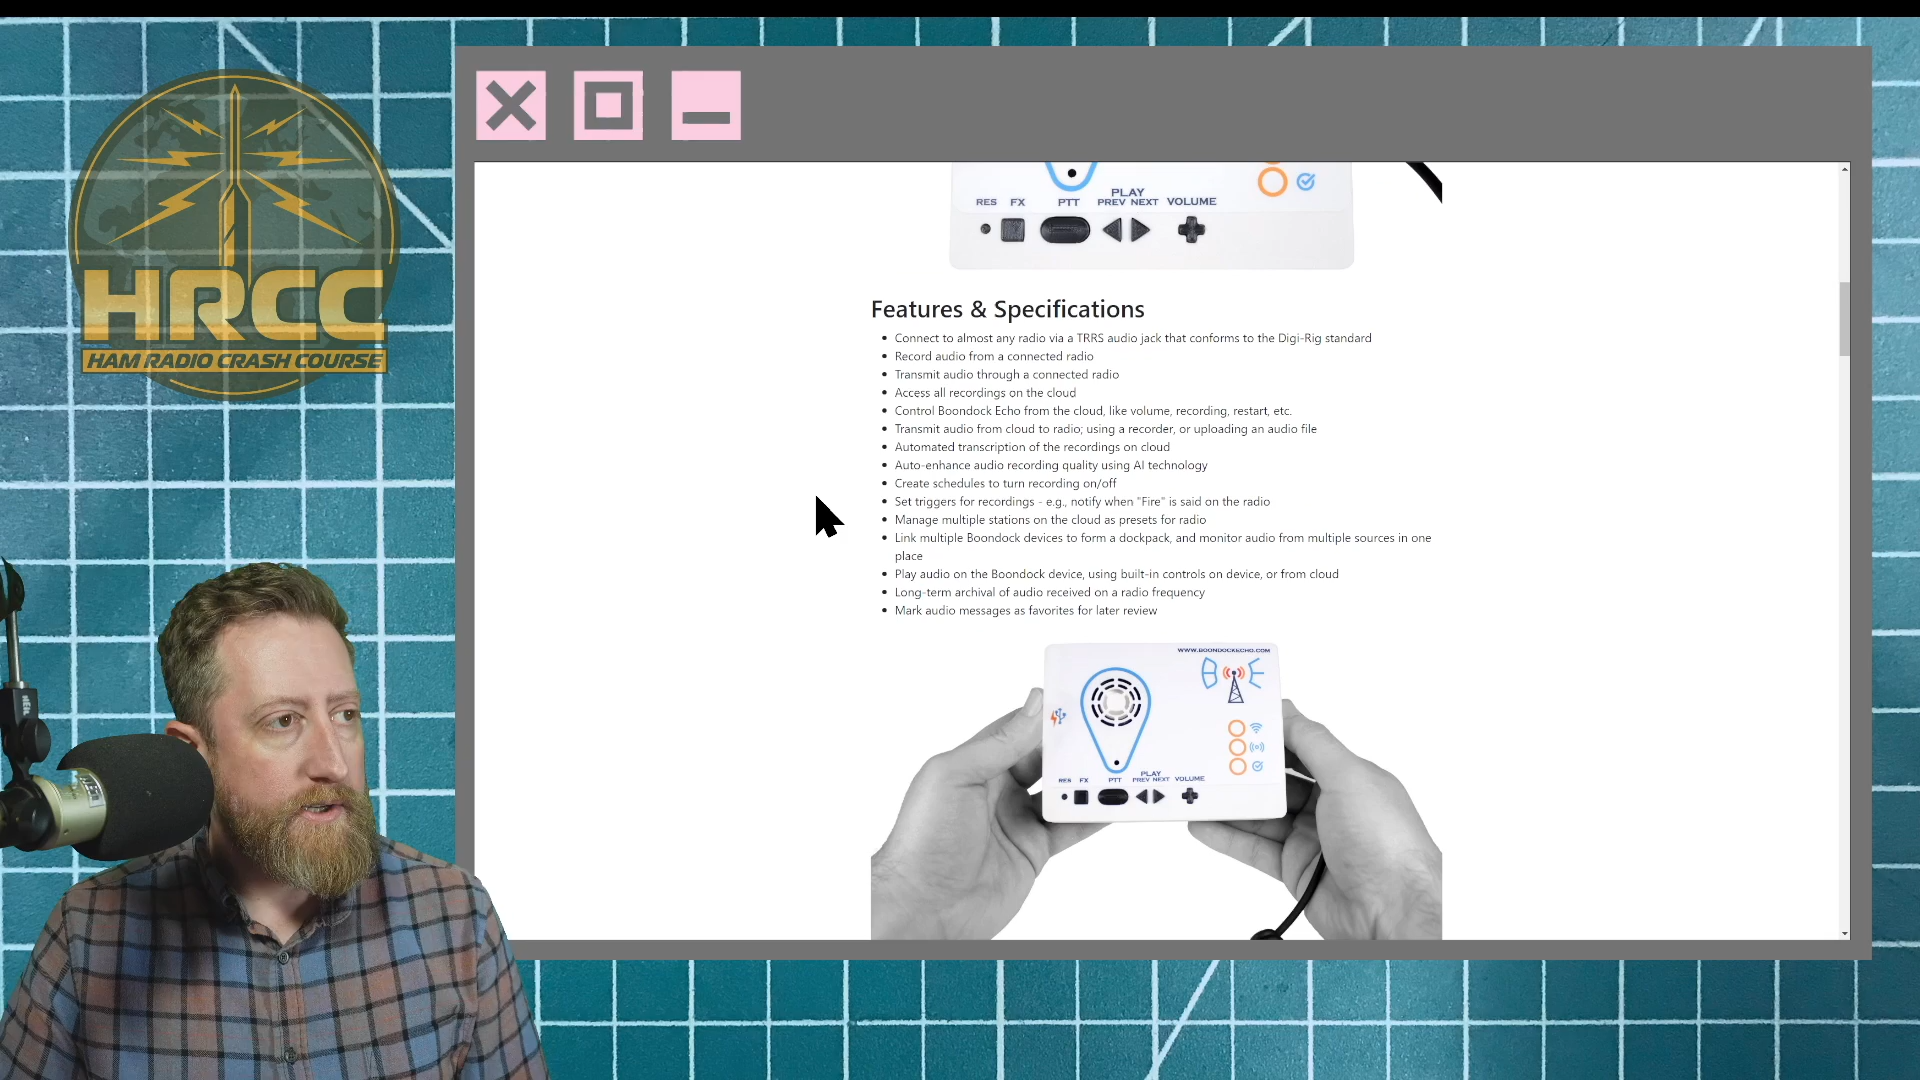 HRCC
HAM RADIO CRASH COURSE
RES FX PTT PLAY PREV NEXT VOLUME
Features & Specifications
Connect to almost any radio via a TRRS audio jack that conforms to the Digi-Rig standard
Record audio from a connected radio
Transmit audio through a connected radio
Access all recordings on the cloud
Control Boondock Echo from the cloud, like volume, recording, restart, etc.
Transmit audio from cloud to radio; using a recorder, or uploading an audio file
Automated transcription of the recordings on cloud
Auto-enhance audio recording quality using AI technology
Create schedules to turn recording on/off
Set triggers for recordings - e.g., notify when "Fire" is said on the radio
Manage multiple stations on the cloud as presets for radio
Link multiple Boondock devices to form a dockpack, and monitor audio from multiple sources in one
place
Play audio on the Boondock device, using built-in controls on device, or from cloud
Long-term archival of audio received on a radio frequency
Mark audio messages as favorites for later review
WWW.BOONDOCKECHO.COM
B E
RES FX PTT PLAY PREV NEXT VOLUME